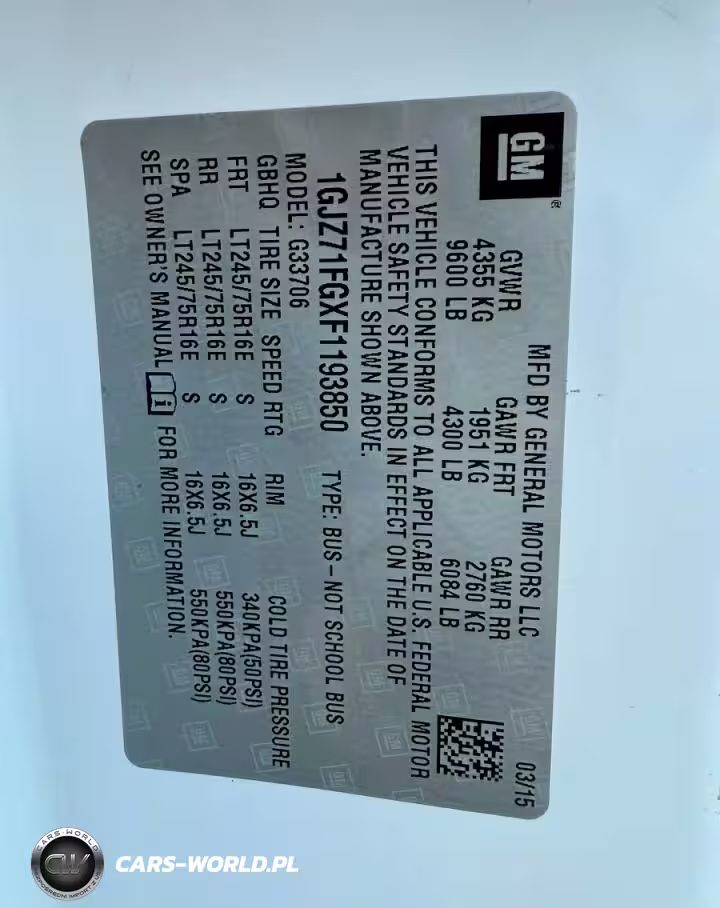 GM®
MFD BY GENERAL MOTORS LLC 03/15
GVWR GAWR FRT GAWR RR
4355 KG 1951 KG 2760 KG
9600 LB 4300 LB 6084 LB
THIS VEHICLE CONFORMS TO ALL APPLICABLE U.S. FEDERAL MOTOR
VEHICLE SAFETY STANDARDS IN EFFECT ON THE DATE OF
MANUFACTURE SHOWN ABOVE.
1GJZ71FGXF1193850 TYPE: BUS – NOT SCHOOL BUS
MODEL: G33706
GBHQ TIRE SIZE SPEED RTG RIM COLD TIRE PRESSURE
FRT LT245/75R16E S 16X6.5J 340KPA(50PSI)
RR LT245/75R16E S 16X6.5J 550KPA(80PSI)
SPA LT245/75R16E S 16X6.5J 550KPA(80PSI)
SEE OWNER'S MANUAL i FOR MORE INFORMATION.
CARS-WORLD
CW
CARS-WORLD.PL